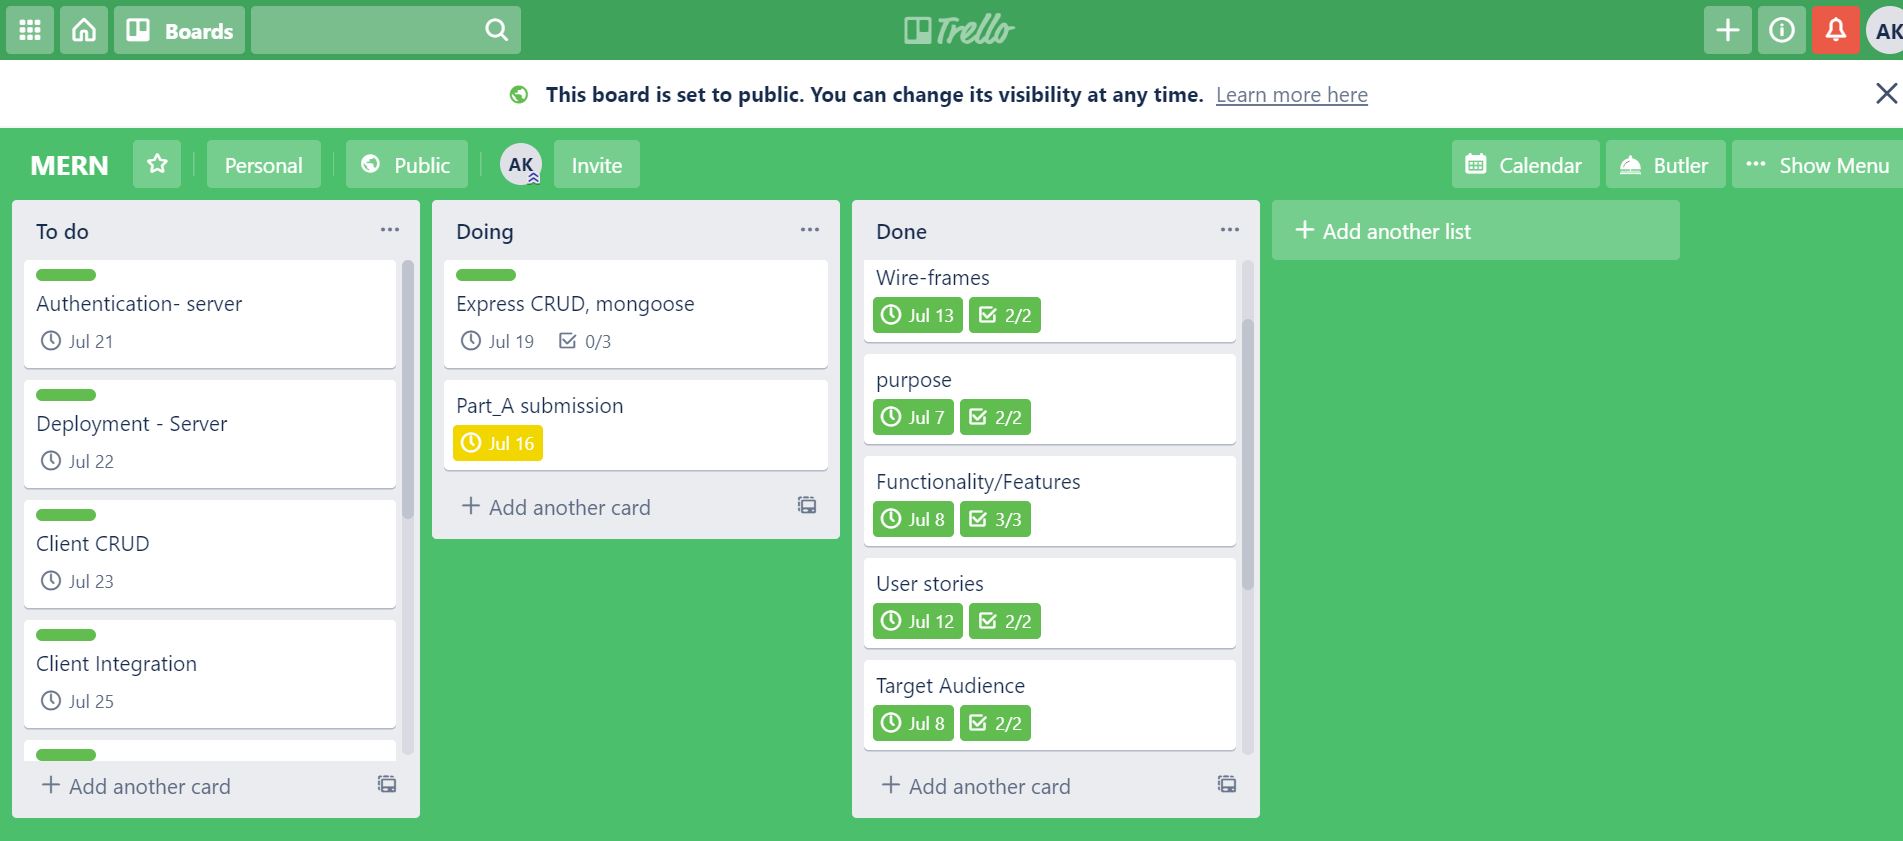 Boards
Trello
AK
This board is set to public. You can change its visibility at any time. Learn more here
MERN
Personal
Public
AK
Invite
Calendar
Butler
Show Menu
To do
Authentication- server
Jul 21
Deployment - Server
Jul 22
Client CRUD
Jul 23
Client Integration
Jul 25
Add another card
Doing
Express CRUD, mongoose
Jul 19 0/3
Part_A submission
Jul 16
Add another card
Done
Wire-frames
Jul 13 2/2
purpose
Jul 7 2/2
Functionality/Features
Jul 8 3/3
User stories
Jul 12 2/2
Target Audience
Jul 8 2/2
Add another card
Add another list